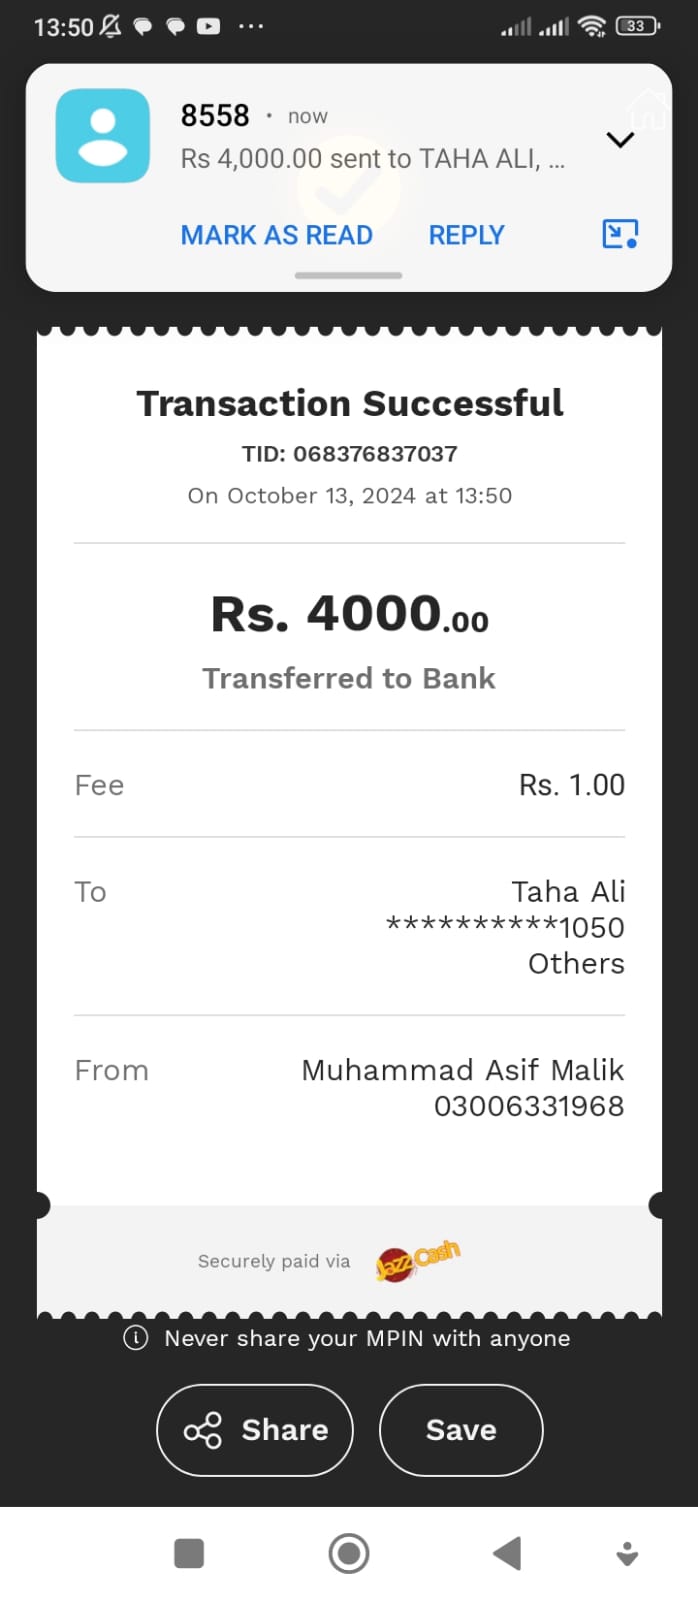 13:50
33
8558 · now
Rs 4,000.00 sent to TAHA ALI, ...
MARK AS READ REPLY
Transaction Successful
TID: 068376837037
On October 13, 2024 at 13:50
Rs. 4000.00
Transferred to Bank
Fee Rs. 1.00
To Taha Ali
**********1050
Others
From Muhammad Asif Malik
03006331968
Securely paid via JazzCash
Never share your MPIN with anyone
Share Save